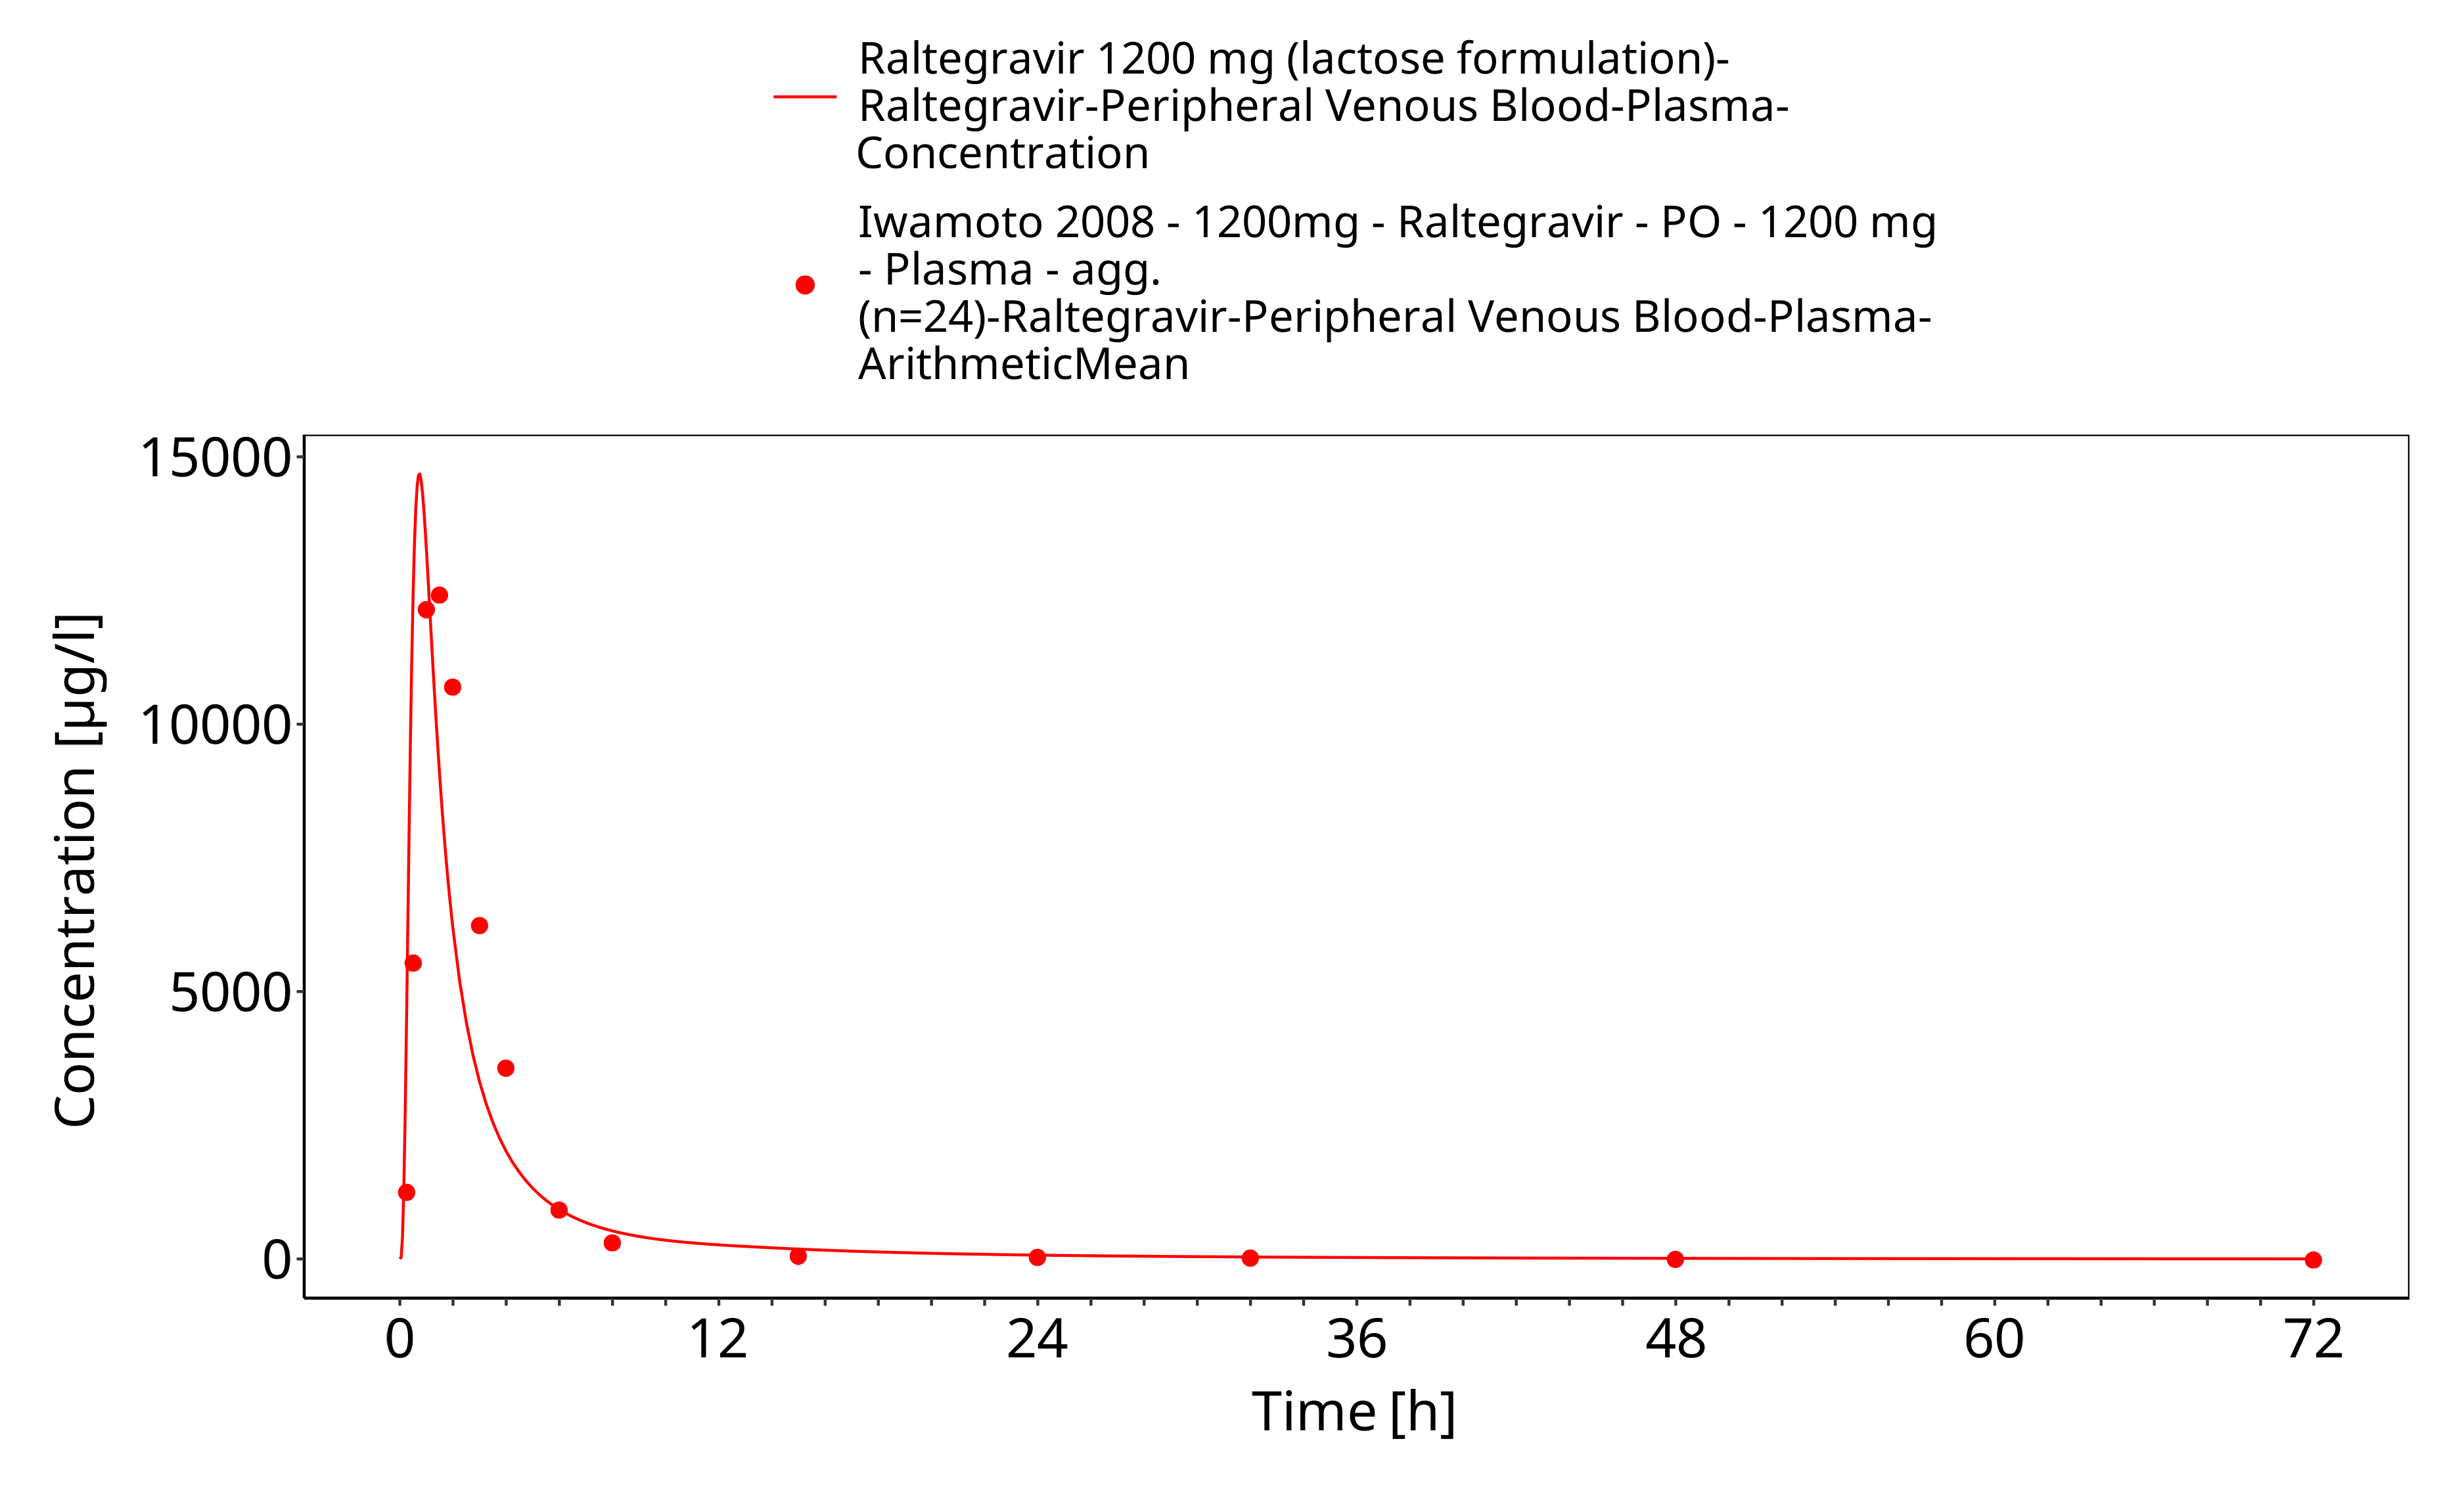 Raltegravir 1200 mg (lactose formulation)-
Raltegravir-Peripheral Venous Blood-Plasma-
Concentration
Iwamoto 2008 - 1200mg - Raltegravir - PO - 1200 mg
- Plasma - agg.
(n=24)-Raltegravir-Peripheral Venous Blood-Plasma-
ArithmeticMean
Concentration [µg/l]
15000
10000
5000
0
0 12 24 36 48 60 72
Time [h]